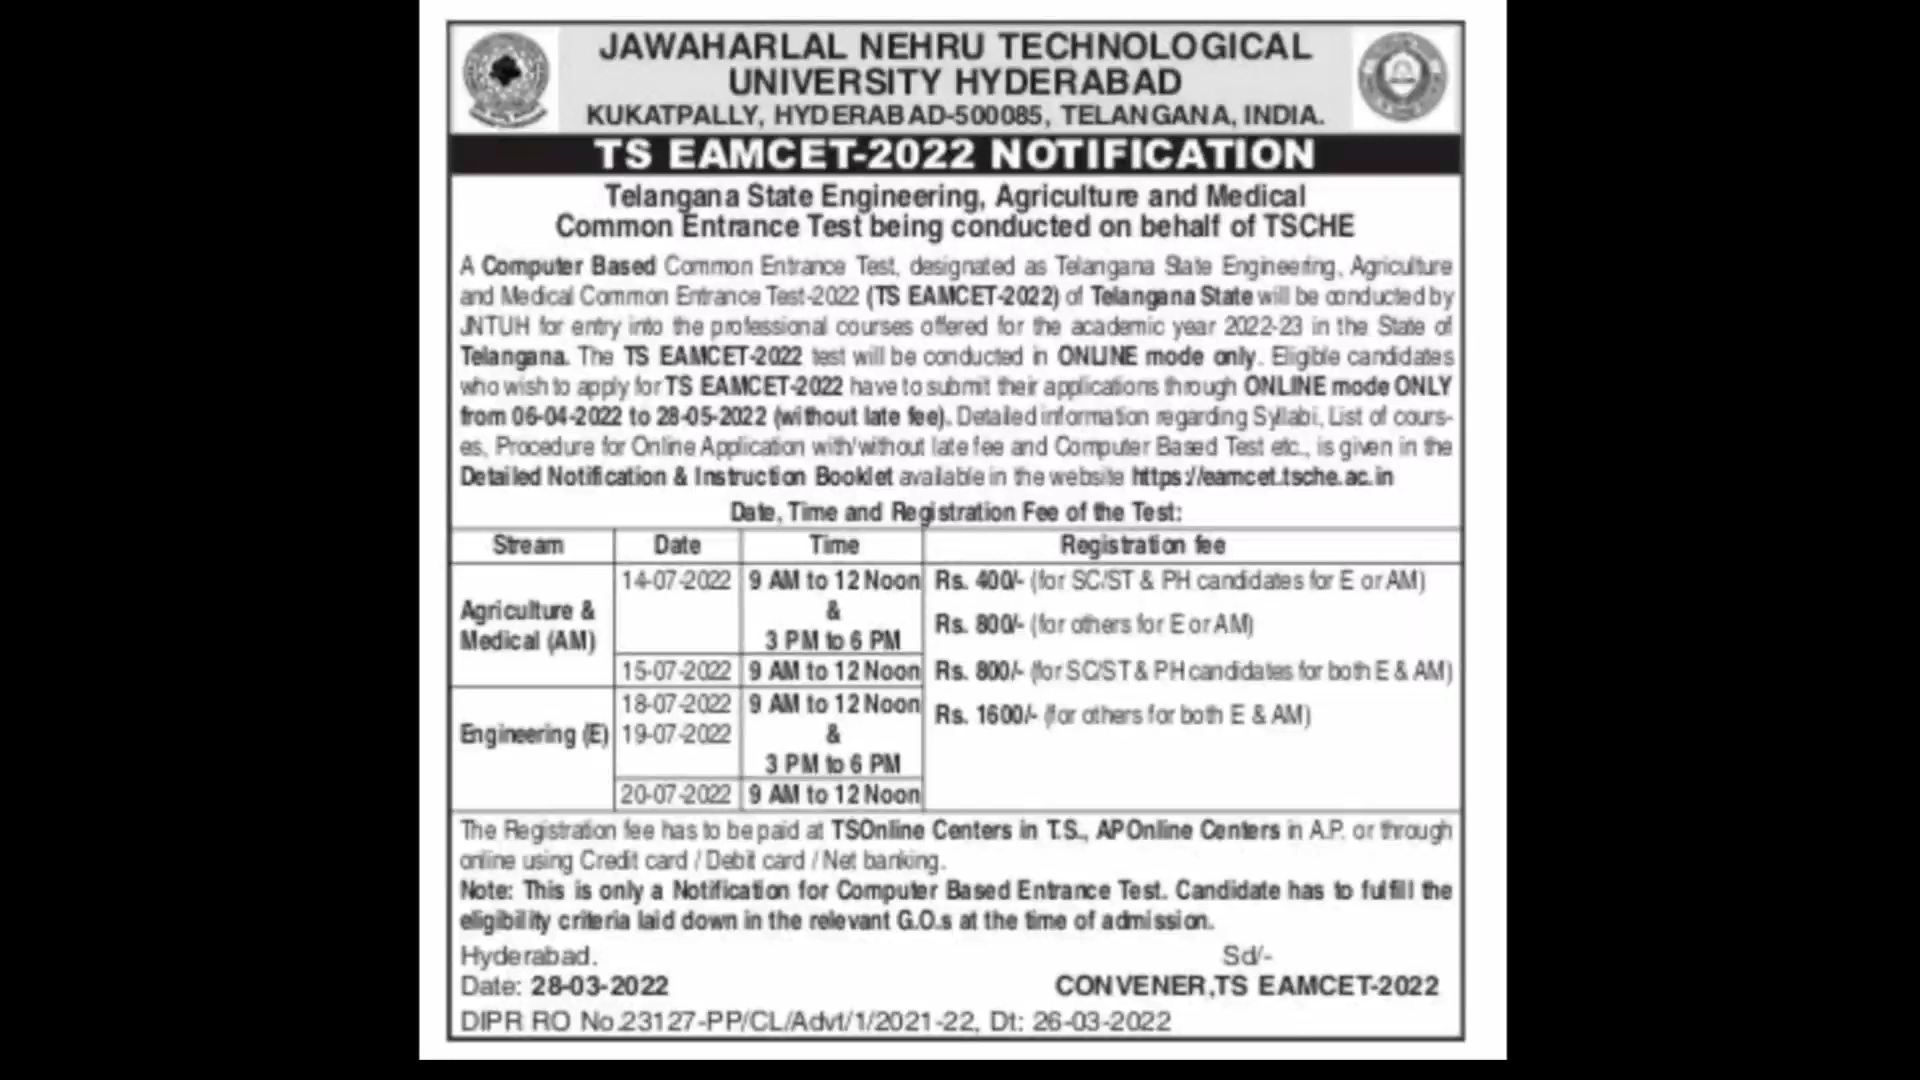 JAWAHARLAL NEHRU TECHNOLOGICAL
UNIVERSITY HYDERABAD
KUKATPALLY, HYDERABAD-500085, TELANGANA, INDIA.
TS EAMCET-2022 NOTIFICATION
Telangana State Engineering, Agriculture and Medical
Common Entrance Test being conducted on behalf of TSCHE
A Computer Based Common Entrance Test, designated as Telangana State Engineering, Agriculture
and Medical Common Entrance Test-2022 (TS EAMCET-2022) of Telangana State will be conducted by
JNTUH for entry into the professional courses offered for the academic year 2022-23 in the State of
Telangana. The TS EAMCET-2022 test will be conducted in ONLINE mode only. Eligible candidates
who wish to apply for TS EAMCET-2022 have to submit their applications through ONLINE mode ONLY
from 06-04-2022 to 28-05-2022 (without late fee). Detailed information regarding Syllabi, List of cours-
es, Procedure for Online Application with/without late fee and Computer Based Test etc., is given in the
Detailed Notification & Instruction Booklet available in the website https://eamcet.tsche.ac.in
Date, Time and Registration Fee of the Test:
Stream Date Time Registration fee
Agriculture &
Medical (AM)
14-07-2022 9 AM to 12 Noon
&
3 PM to 6 PM
15-07-2022 9 AM to 12 Noon
Engineering (E)
18-07-2022
19-07-2022
9 AM to 12 Noon
&
3 PM to 6 PM
20-07-2022 9 AM to 12 Noon
Rs. 400/- (for SC/ST & PH candidates for E or AM)
Rs. 800/- (for others for E or AM)
Rs. 800/- (for SC/ST & PH candidates for both E & AM)
Rs. 1600/- (for others for both E & AM)
The Registration fee has to be paid at TSOnline Centers in T.S., APOnline Centers in A.P. or through
online using Credit card / Debit card / Net banking.
Note: This is only a Notification for Computer Based Entrance Test. Candidate has to fulfill the
eligibility criteria laid down in the relevant G.O.s at the time of admission.
Hyderabad. Sd/-
Date: 28-03-2022 CONVENER,TS EAMCET-2022
DIPR RO No.23127-PP/CL/Advt/1/2021-22, Dt: 26-03-2022